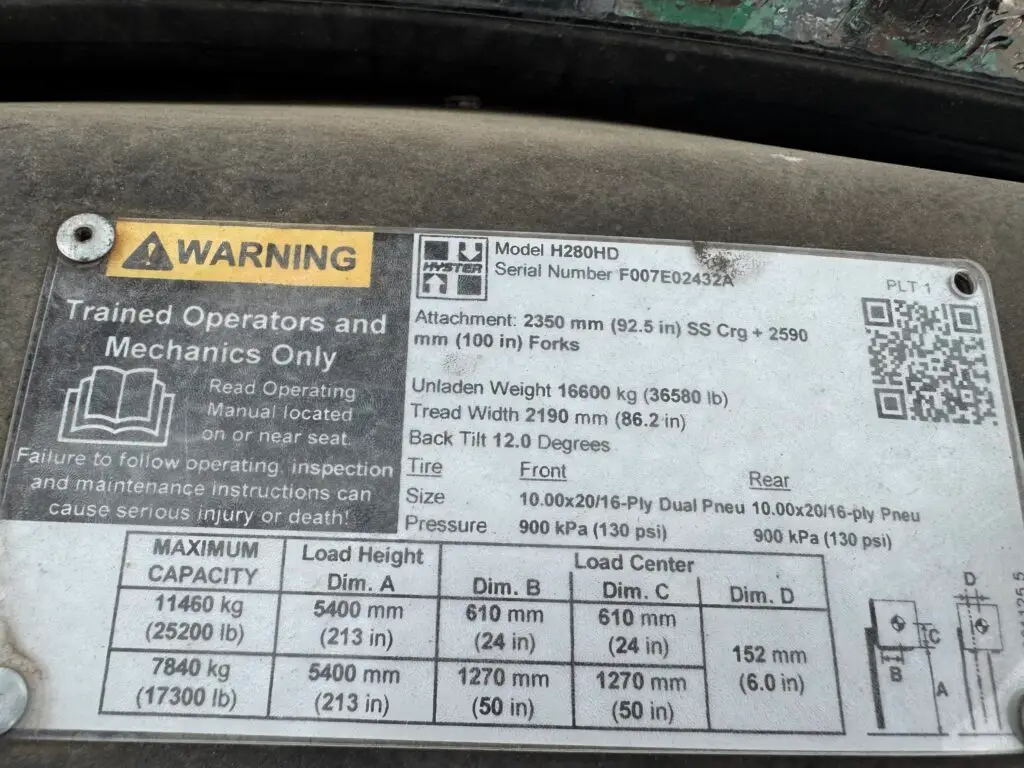 WARNING
Trained Operators and
Mechanics Only
Read Operating
Manual located
on or near seat.
Failure to follow operating, inspection
and maintenance instructions can
cause serious injury or death!
HYSTER
Model H280HD
Serial Number F007E02432A
PLT 1
Attachment: 2350 mm (92.5 in) SS Crg + 2590
mm (100 in) Forks
Unladen Weight 16600 kg (36580 lb)
Tread Width 2190 mm (86.2 in)
Back Tilt 12.0 Degrees
Tire Front Rear
Size 10.00x20/16-Ply Dual Pneu 10.00x20/16-ply Pneu
Pressure 900 kPa (130 psi) 900 kPa (130 psi)
MAXIMUM CAPACITY Load Height Dim. A Load Center
Dim. B Dim. C Dim. D
11460 kg 5400 mm 610 mm 610 mm
(25200 lb) (213 in) (24 in) (24 in)
152 mm
(6.0 in)
7840 kg 5400 mm 1270 mm 1270 mm
(17300 lb) (213 in) (50 in) (50 in)
D
C
B
A